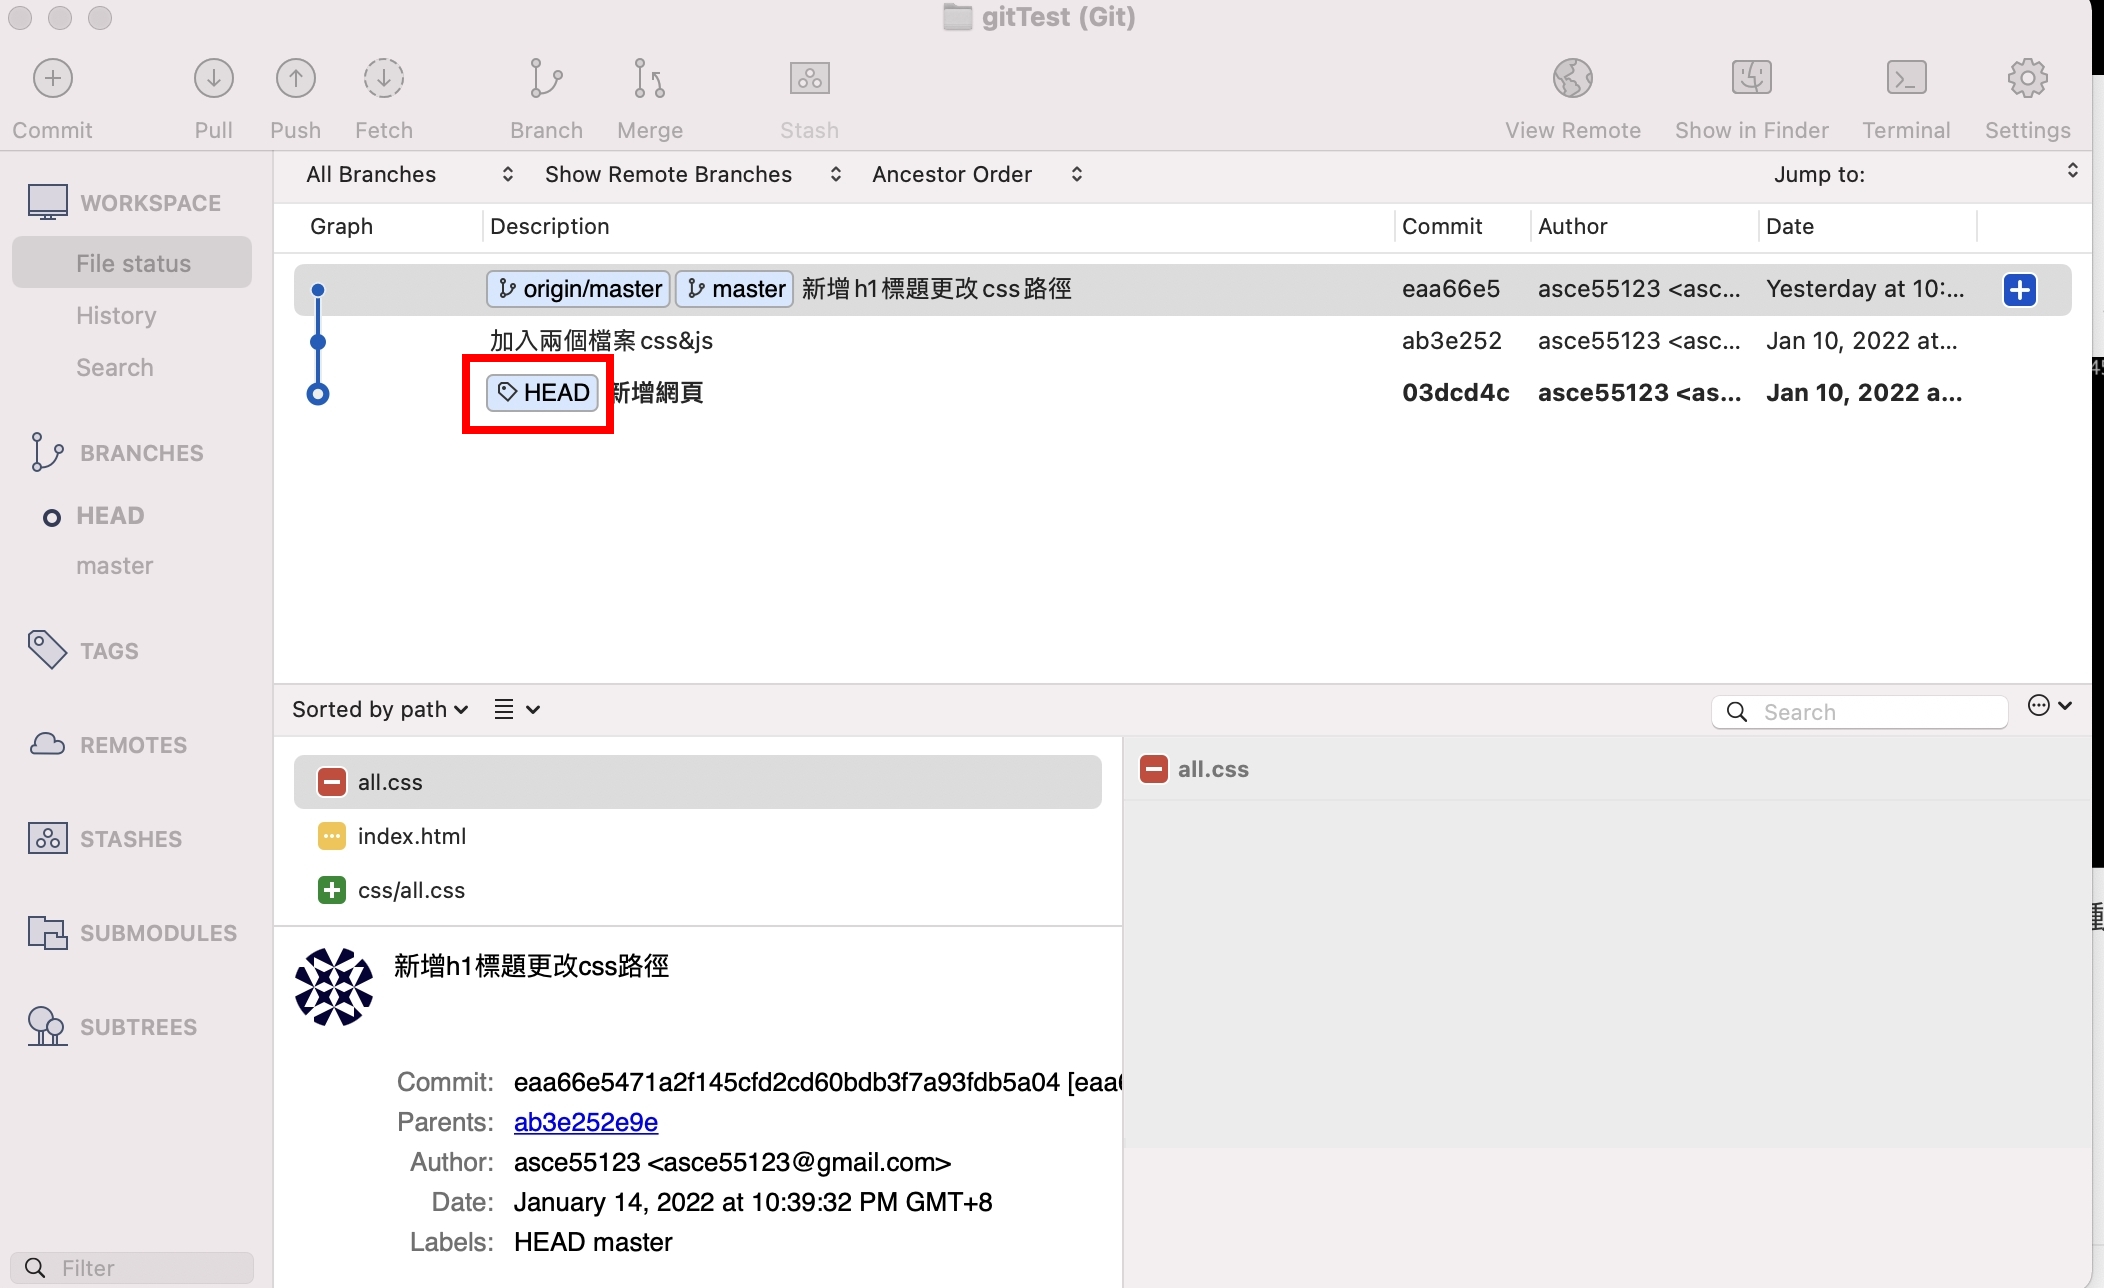 gitTest (Git)
Commit Pull Push Fetch Branch Merge Stash View Remote Show in Finder Terminal Settings
WORKSPACE
File status
History
Search
BRANCHES
HEAD
master
TAGS
REMOTES
STASHES
SUBMODULES
SUBTREES
Filter
All Branches Show Remote Branches Ancestor Order Jump to:
Graph Description Commit Author Date
origin/master master 新增h1標題更改css路徑 eaa66e5 asce55123 <asc... Yesterday at 10:...
加入兩個檔案css&js ab3e252 asce55123 <asc... Jan 10, 2022 at...
HEAD 新增網頁 03dcd4c asce55123 <as... Jan 10, 2022 a...
Sorted by path Search
all.css
index.html
css/all.css
all.css
新增h1標題更改css路徑
Commit: eaa66e5471a2f145cfd2cd60bdb3f7a93fdb5a04 [eaa6
Parents: ab3e252e9e
Author: asce55123 <asce55123@gmail.com>
Date: January 14, 2022 at 10:39:32 PM GMT+8
Labels: HEAD master